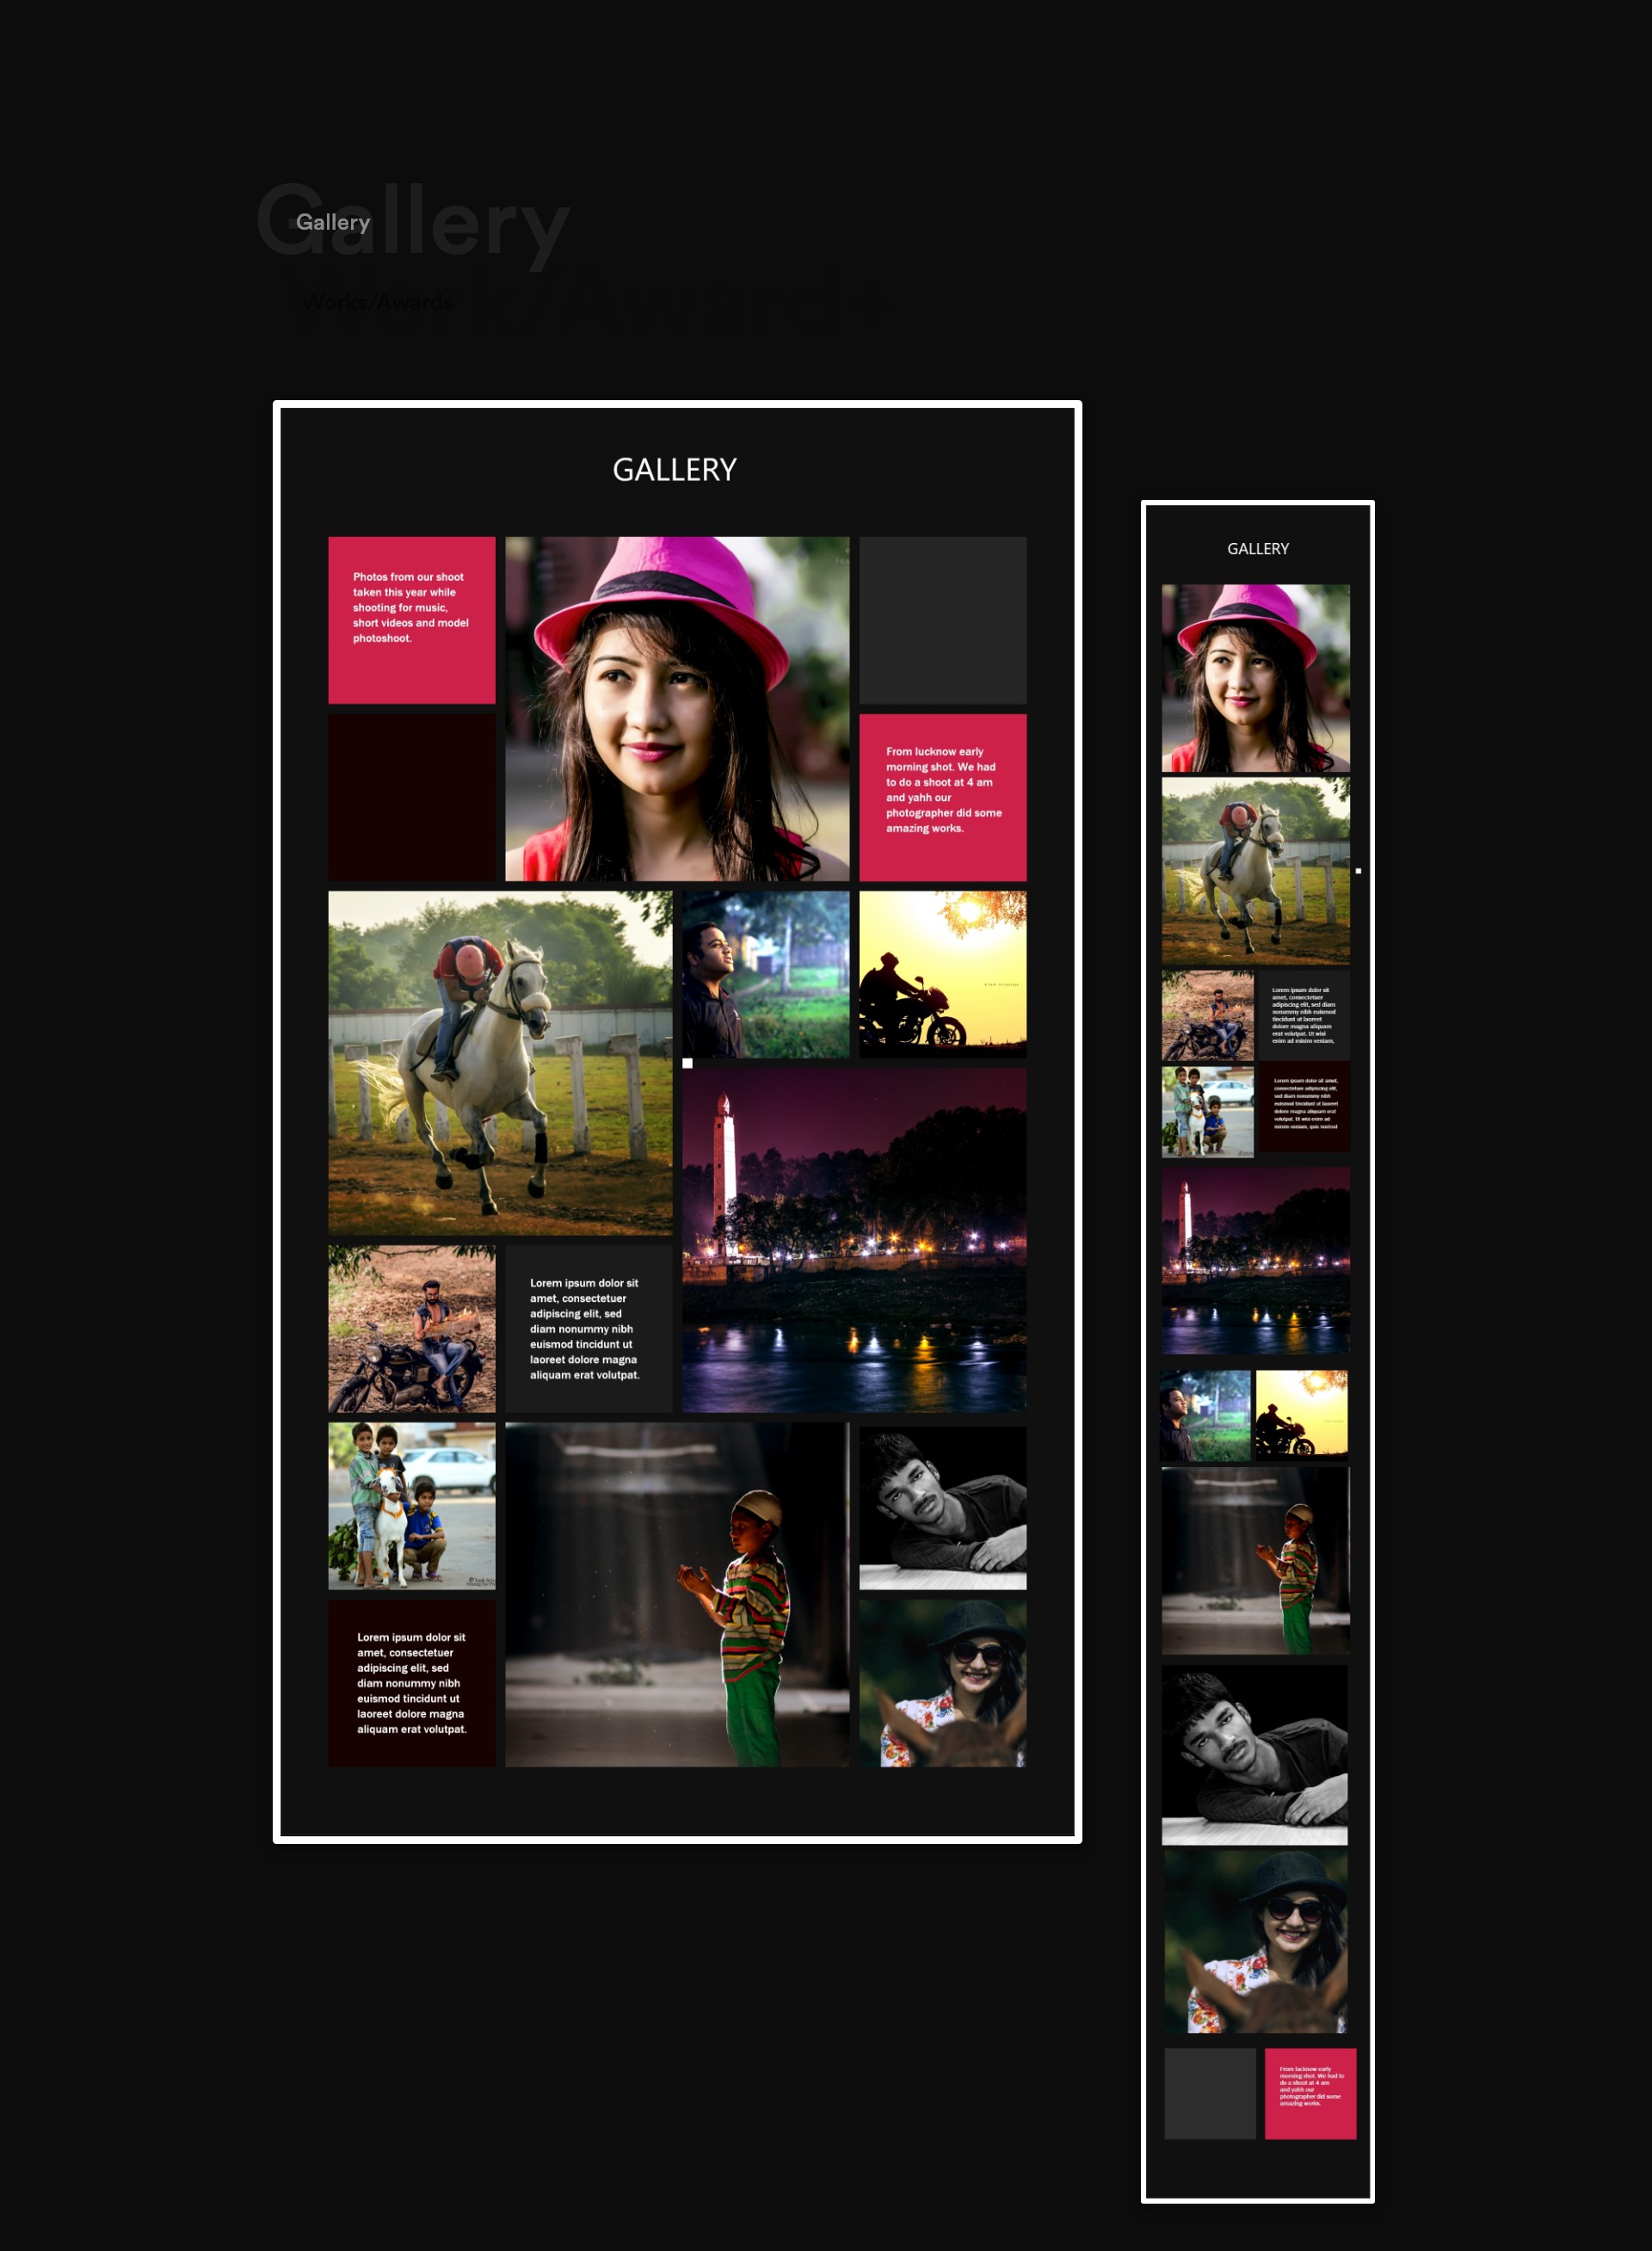 Gallery
Gallery
Work/Award+
Works/Awards
GALLERY
Photos from our shoot
taken this year while
shooting for music,
short videos and model
photoshoot.
From lucknow early
morning shot. We had
to do a shoot at 4 am
and yahh our
photographer did some
amazing works.
Lorem ipsum dolor sit
amet, consectetuer
adipiscing elit, sed
diam nonummy nibh
euismod tincidunt ut
laoreet dolore magna
aliquam erat volutpat.
Lorem ipsum dolor sit
amet, consectetuer
adipiscing elit, sed
diam nonummy nibh
euismod tincidunt ut
laoreet dolore magna
aliquam erat volutpat.
GALLERY
Lorem ipsum dolor sit
amet, consectetuer
adipiscing elit, sed diam
nonummy nibh euismod
tincidunt ut laoreet
dolore magna aliquam
erat volutpat. Ut wisi
enim ad minim veniam,
Lorem ipsum dolor sit amet,
consectetuer adipiscing elit,
sed diam nonummy nibh
euismod tincidunt ut laoreet
dolore magna aliquam erat
volutpat. Ut wisi enim ad
minim veniam, quis nostrud
From lucknow early
morning shot. We had to
do a shoot at 4 am
and yahh our
photographer did some
amazing works.